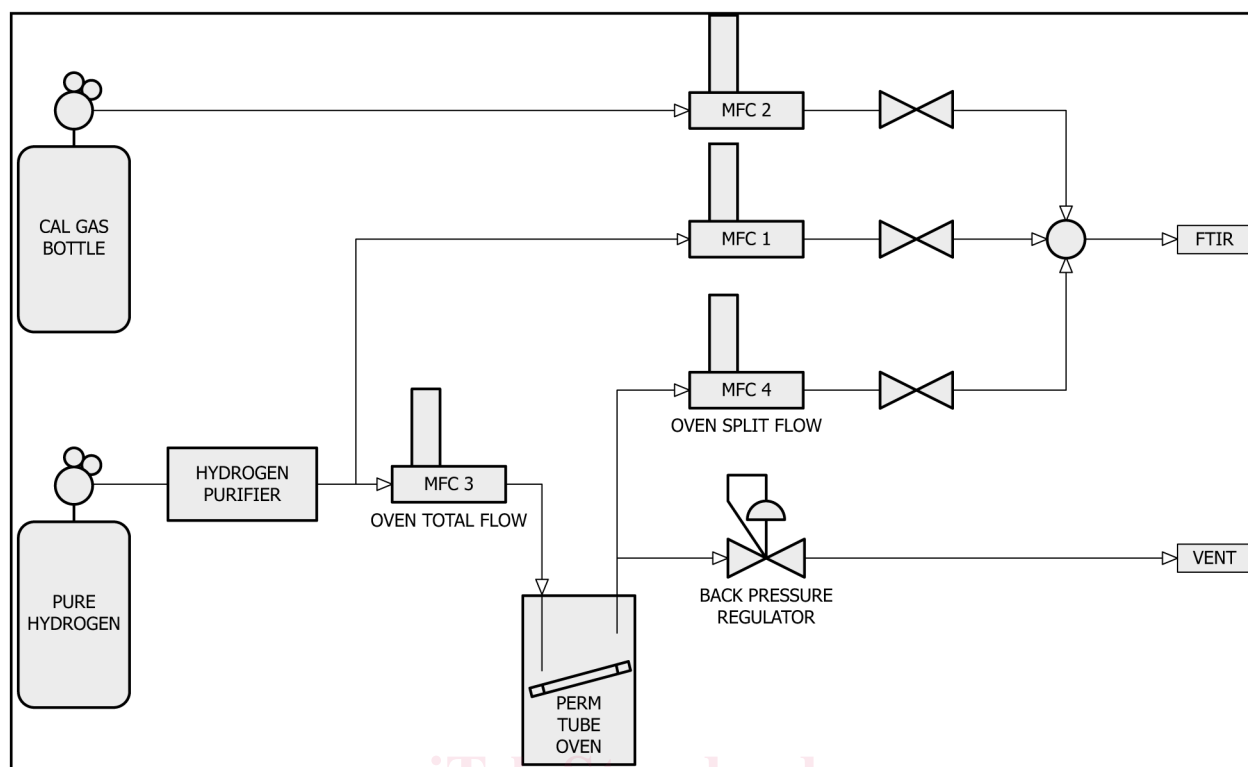 MFC 2
CAL GAS
BOTTLE
MFC 1
FTIR
MFC 4
OVEN SPLIT FLOW
HYDROGEN
PURIFIER
MFC 3
OVEN TOTAL FLOW
PURE
HYDROGEN
VENT
BACK PRESSURE
REGULATOR
PERM
TUBE
OVEN